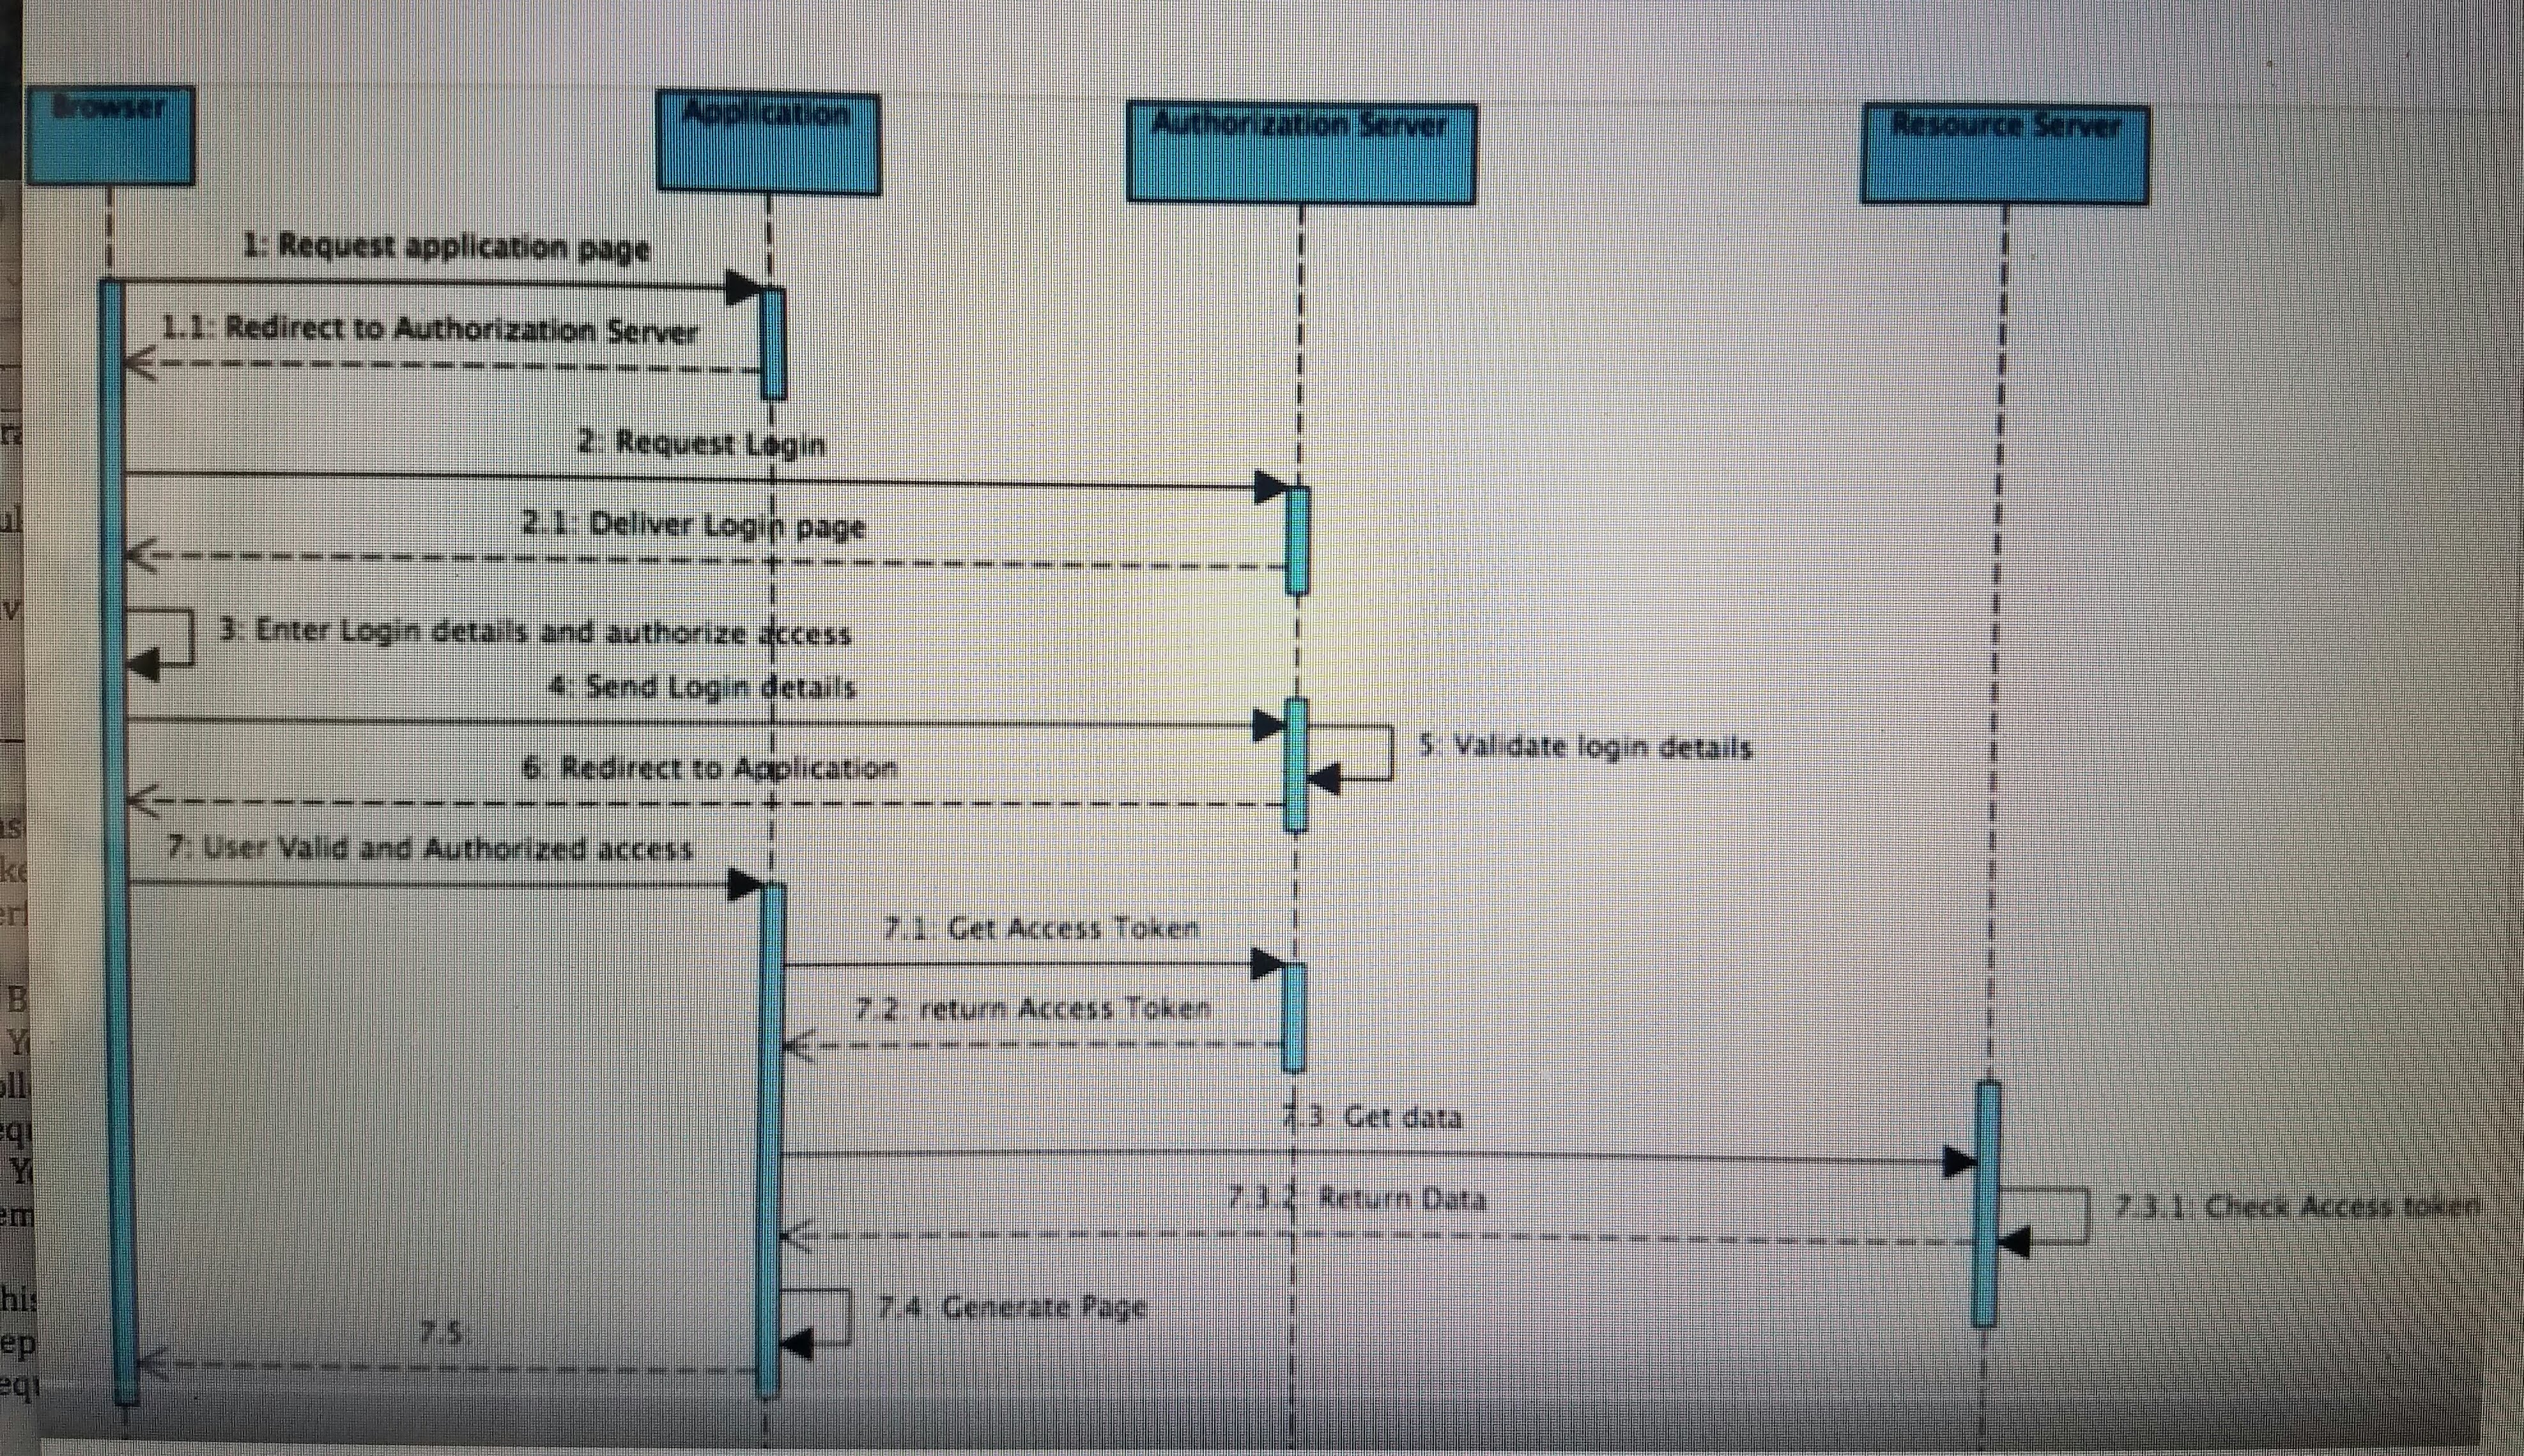 Browser
Application
Authorization Server
Resource Server
1: Request application page
1.1: Redirect to Authorization Server
2: Request Login
2.1: Deliver Login page
3: Enter Login details and authorize access
4: Send Login details
5: Validate login details
6: Redirect to Application
7: User Valid and Authorized access
7.1: Get Access Token
7.2: return Access Token
7.3: Get data
7.3.2: Return Data
7.3.1: Check Access token
7.4: Generate Page
7.5: